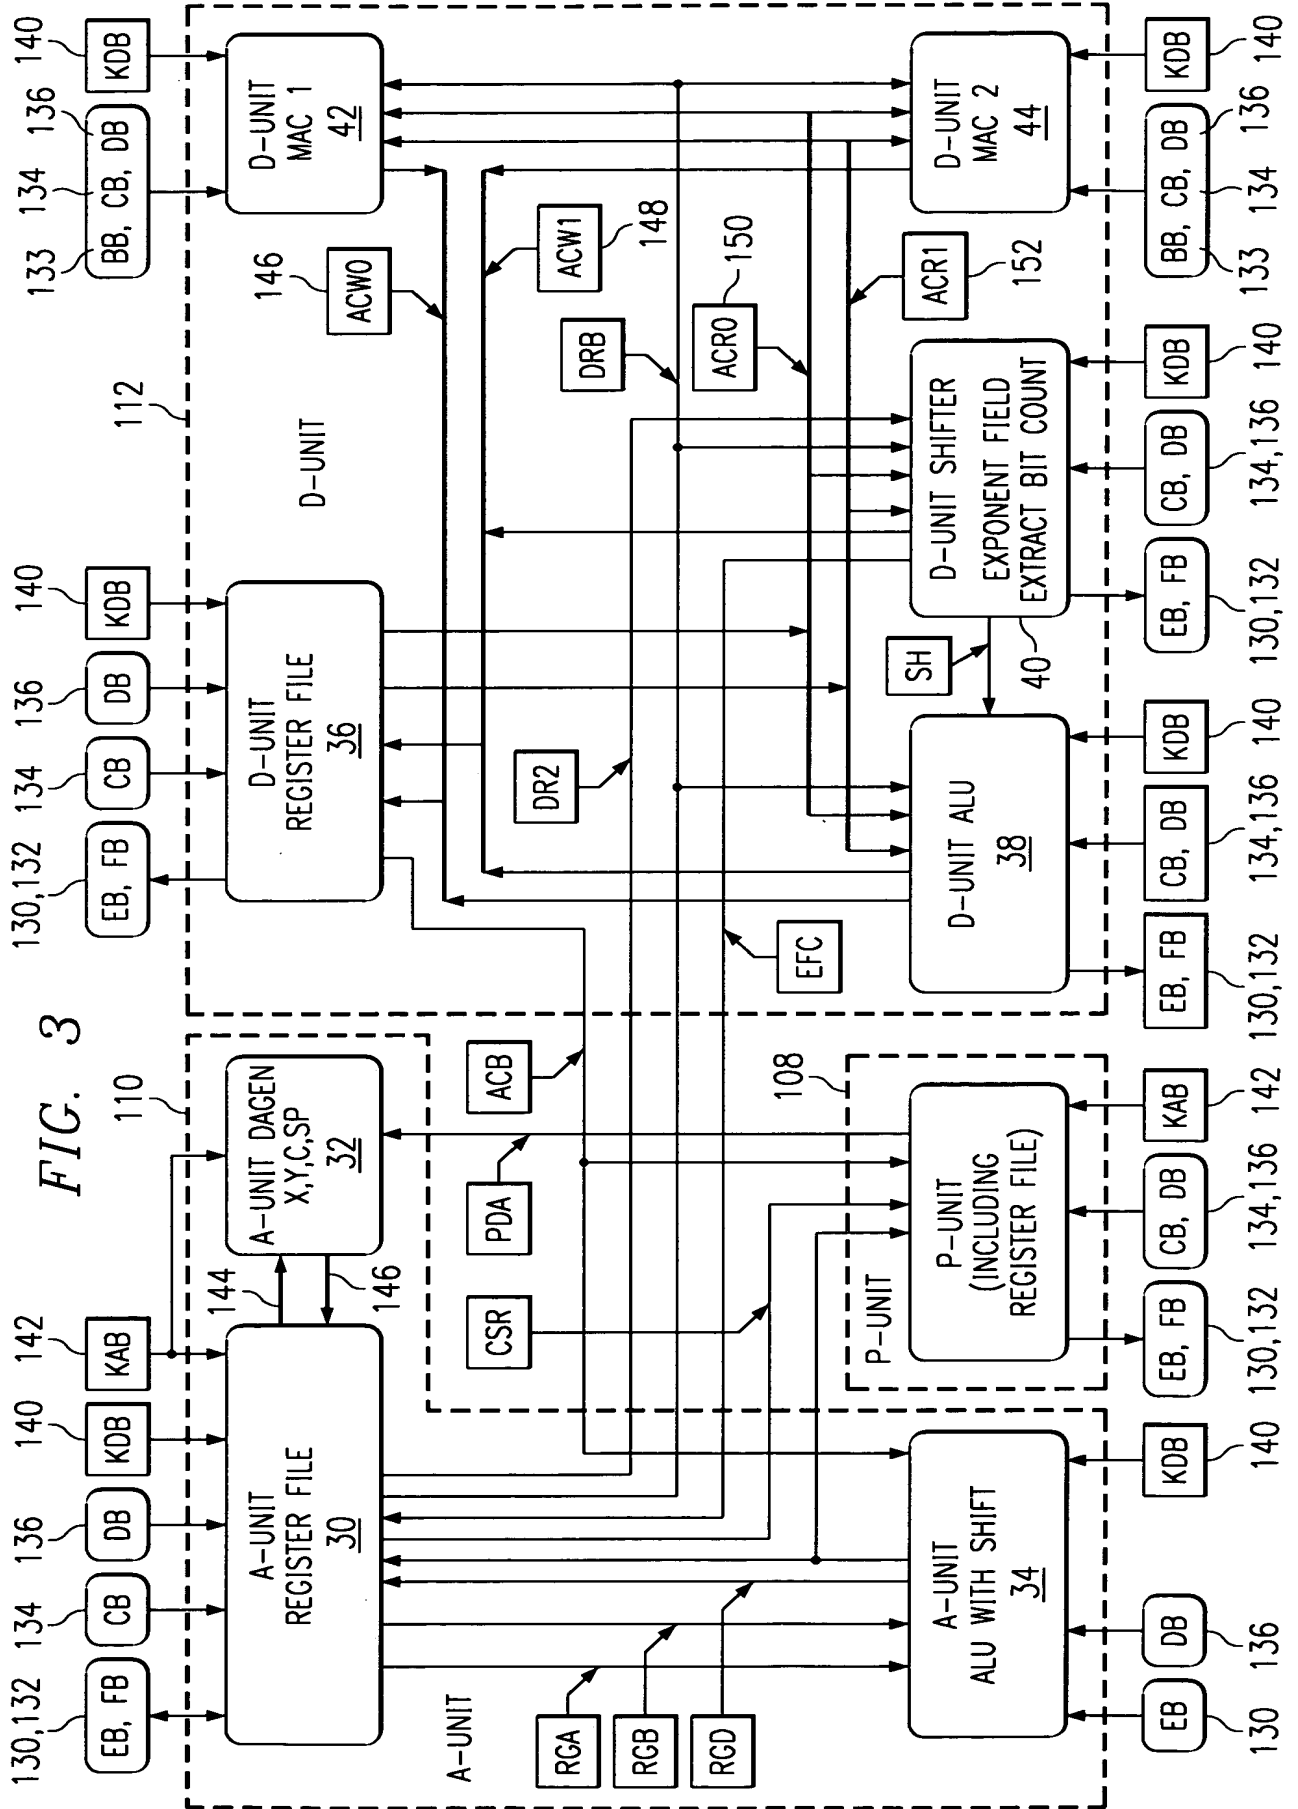 FIG. 3
130,132
134
136
140
142
EB, FB
CB
DB
KDB
KAB
110
A-UNIT
REGISTER FILE
30
144
146
A-UNIT DAGEN
X,Y,C,SP
32
130,132
134
136
140
EB, FB
CB
DB
KDB
112
D-UNIT
REGISTER FILE
36
D-UNIT
133
134
136
140
BB, CB, DB
KDB
D-UNIT
MAC 1
42
146
ACW0
ACW1
148
A-UNIT
RGA
RGB
RGD
CSR
PDA
ACB
DR2
EFC
DRB
ACR0
150
ACR1
152
SH
40
A-UNIT
ALU WITH SHIFT
34
108
P-UNIT
P-UNIT
(INCLUDING
REGISTER FILE)
D-UNIT ALU
38
D-UNIT SHIFTER
EXPONENT FIELD
EXTRACT BIT COUNT
D-UNIT
MAC 2
44
EB
DB
KDB
130
136
140
EB, FB
CB, DB
KAB
130,132
134,136
142
EB, FB
CB, DB
KDB
130,132
134,136
140
EB, FB
CB, DB
KDB
130,132
134,136
140
BB, CB, DB
KDB
133
134
136
140